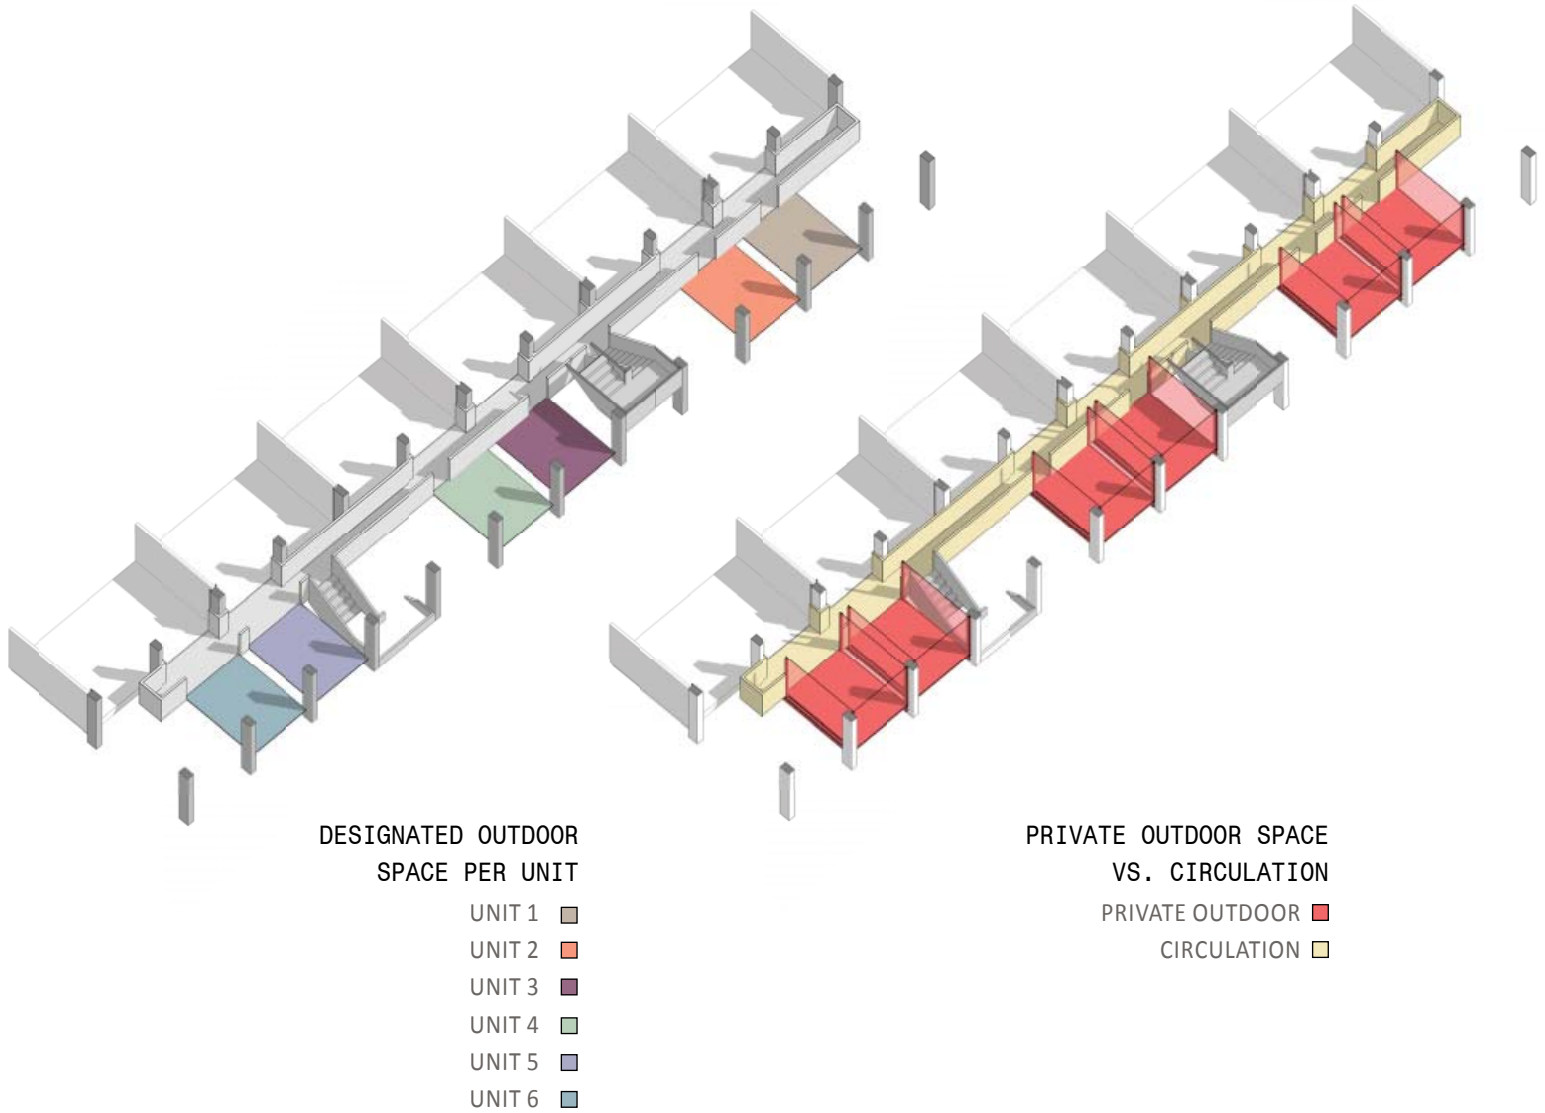 DESIGNATED OUTDOOR
SPACE PER UNIT
UNIT 1
UNIT 2
UNIT 3
UNIT 4
UNIT 5
UNIT 6
PRIVATE OUTDOOR SPACE
VS. CIRCULATION
PRIVATE OUTDOOR
CIRCULATION